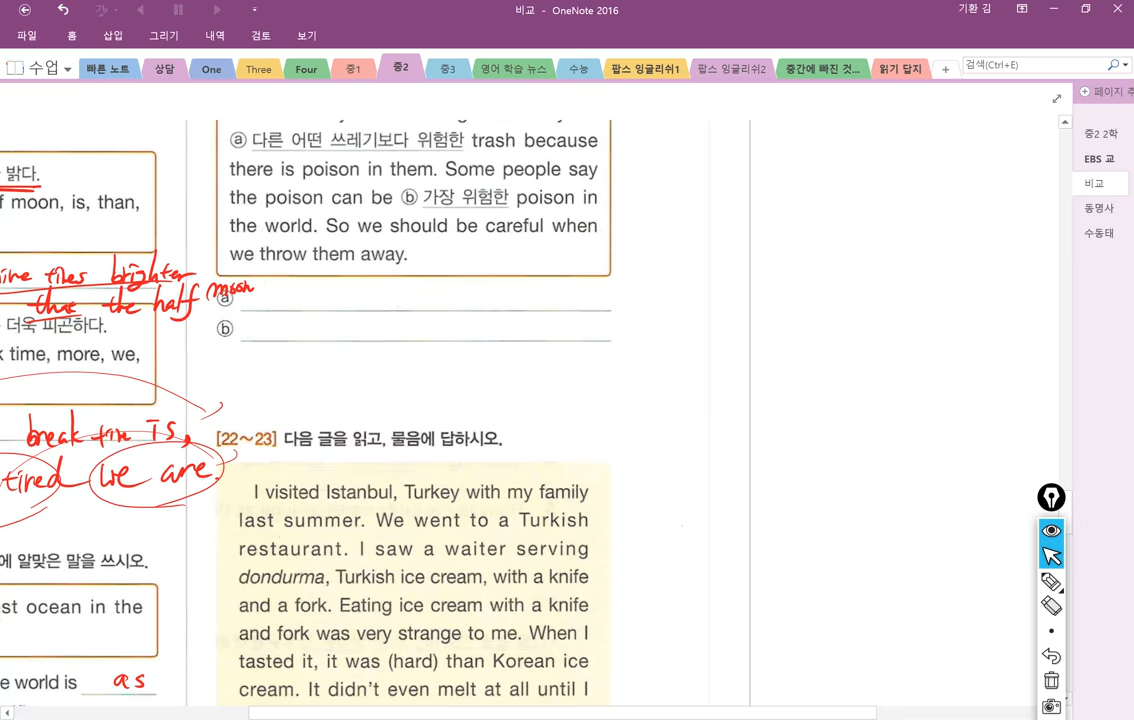 비교 - OneNote 2016
기환 김
파일 홈 삽입 그리기 내역 검토 보기
수업 빠른 노트 상담 One Three Four 중1 중2 중3 영어 학습 뉴스 수능 팝스 잉글리쉬1 팝스 잉글리쉬2 중간에 빠진 것... 읽기 답지 + 검색(Ctrl+E)
페이지 추
중2 2학
EBS 교
비교
동명사
수동태
밝다.
f moon, is, than,
brighter
than the half moon
더욱 피곤하다.
k time, more, we,
break time is,
tired we are.
에 알맞은 말을 쓰시오.
st ocean in the
e world is as
ⓐ 다른 어떤 쓰레기보다 위험한 trash because
there is poison in them. Some people say
the poison can be ⓑ 가장 위험한 poison in
the world. So we should be careful when
we throw them away.
ⓐ
ⓑ
[22~23] 다음 글을 읽고, 물음에 답하시오.
I visited Istanbul, Turkey with my family
last summer. We went to a Turkish
restaurant. I saw a waiter serving
dondurma, Turkish ice cream, with a knife
and a fork. Eating ice cream with a knife
and fork was very strange to me. When I
tasted it, it was (hard) than Korean ice
cream. It didn't even melt at all until I